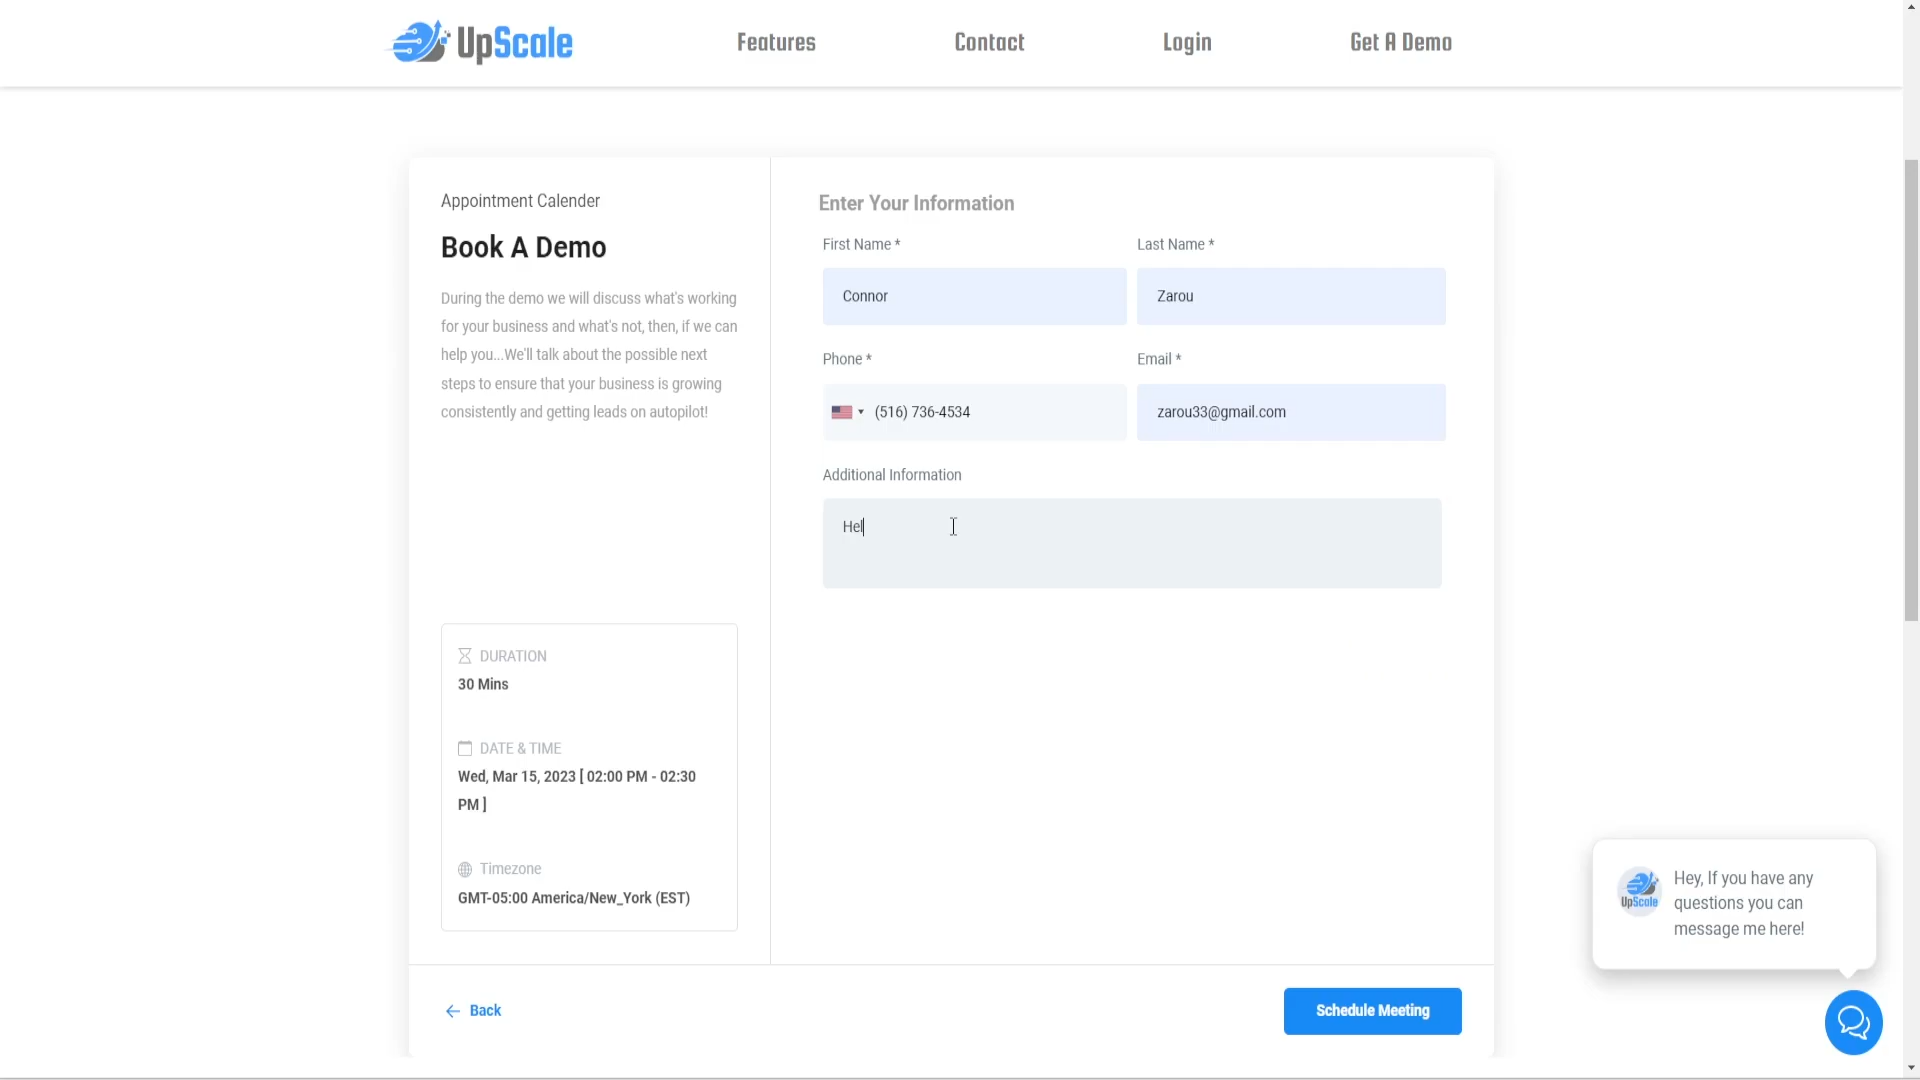 UpScale
Features
Contact
Login
Get A Demo
Appointment Calender
Book A Demo
During the demo we will discuss what's working
for your business and what's not, then, if we can
help you...We'll talk about the possible next
steps to ensure that your business is growing
consistently and getting leads on autopilot!
DURATION
30 Mins
DATE & TIME
Wed, Mar 15, 2023 [ 02:00 PM - 02:30
PM ]
Timezone
GMT-05:00 America/New_York (EST)
Enter Your Information
First Name *
Last Name *
Connor
Zarou
Phone *
Email *
(516) 736-4534
zarou33@gmail.com
Additional Information
Hel
Back
Schedule Meeting
UpScale
Hey, If you have any
questions you can
message me here!